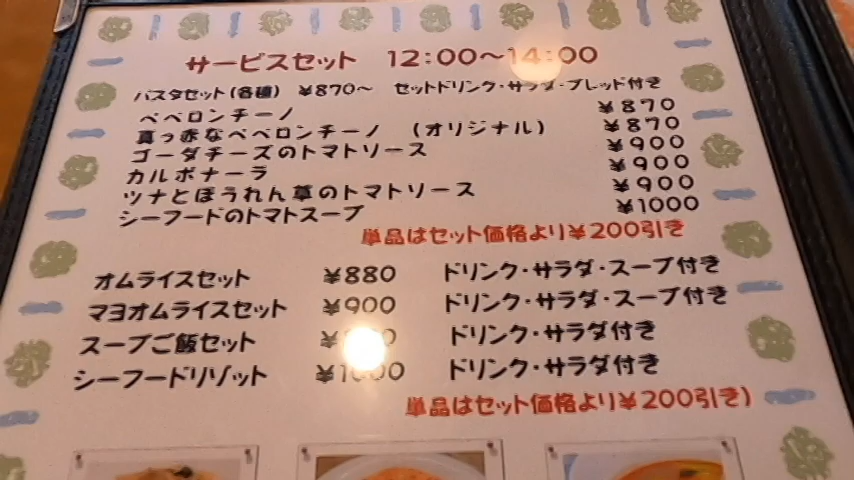 サービスセット 12:00～14:00
パスタセット(各種) ¥870～ セットドリンク・サラダ・ブレッド付き
ペペロンチーノ ¥870
真っ赤なペペロンチーノ (オリジナル) ¥870
ゴーダチーズのトマトソース ¥900
カルボナーラ ¥900
ツナとほうれん草のトマトソース ¥900
シーフードのトマトスープ ¥1000
単品はセット価格より¥200引き
オムライスセット ¥880 ドリンク・サラダ・スープ付き
マヨオムライスセット ¥900 ドリンク・サラダ・スープ付き
スープご飯セット ドリンク・サラダ付き
シーフードリゾット ¥1000 ドリンク・サラダ付き
単品はセット価格より¥200引き)